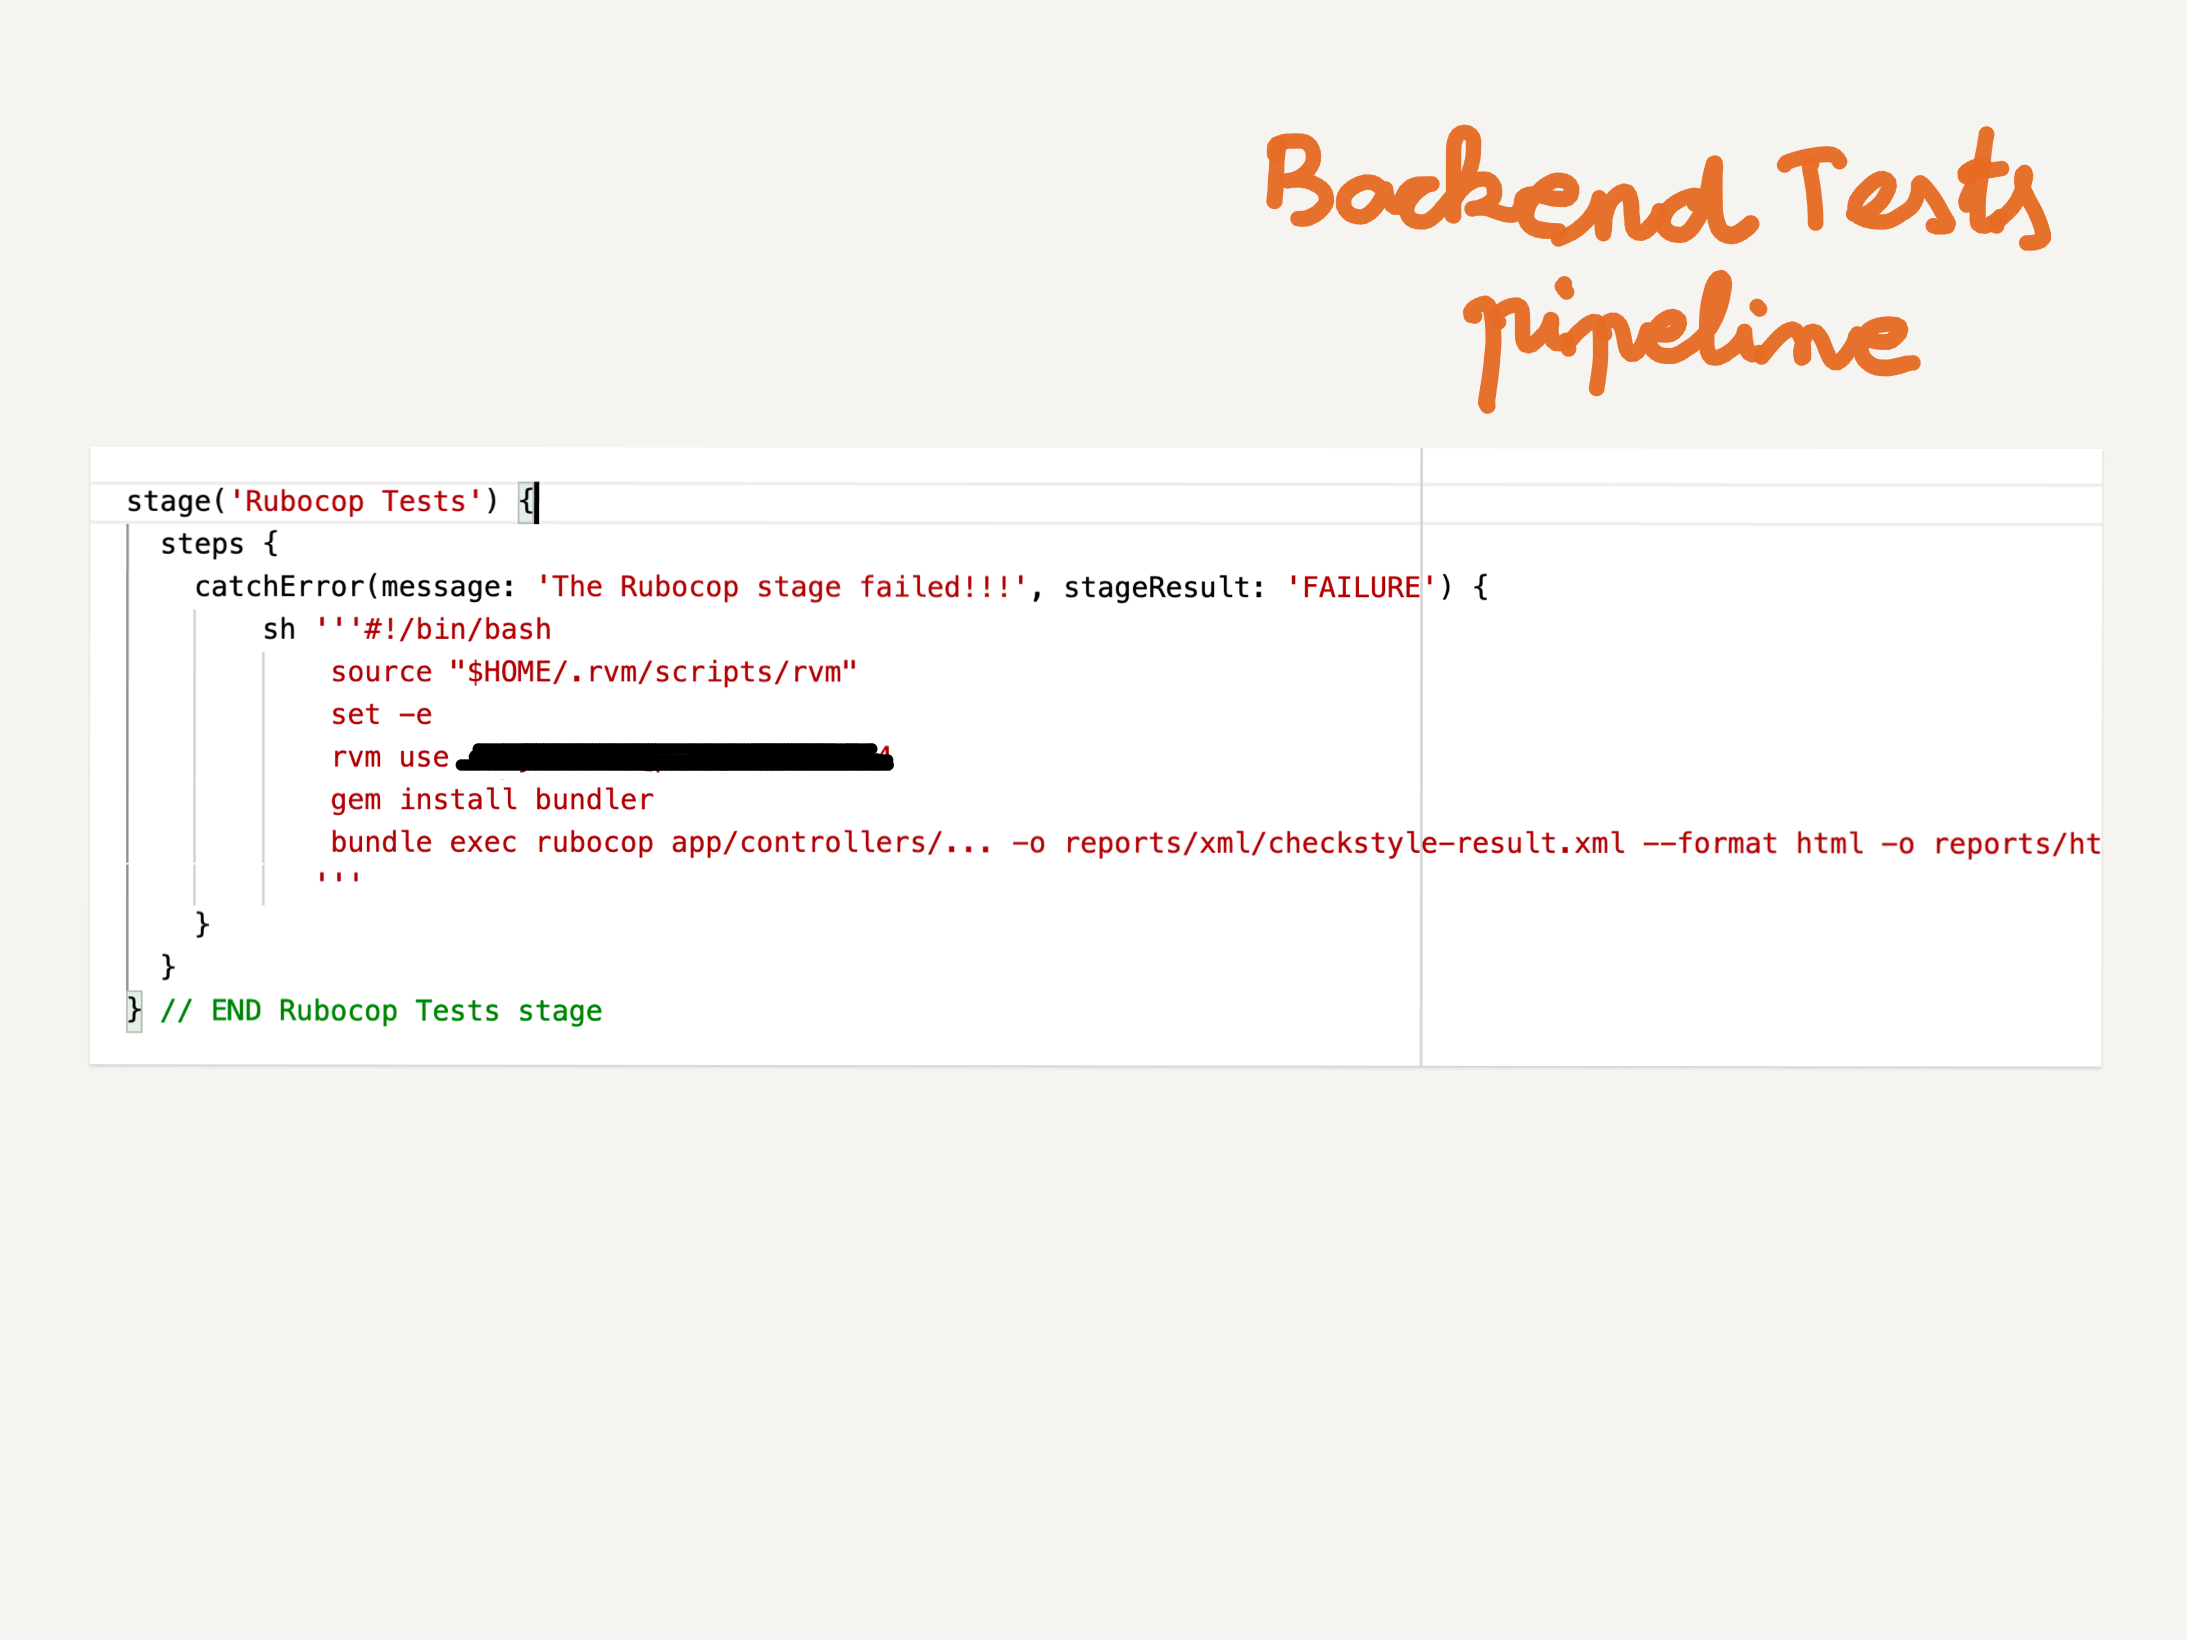 Backend Tests
pipeline
stage('Rubocop Tests') {
steps {
catchError(message: 'The Rubocop stage failed!!!', stageResult: 'FAILURE') {
sh '''#!/bin/bash
source "$HOME/.rvm/scripts/rvm"
set -e
rvm use
gem install bundler
bundle exec rubocop app/controllers/... -o reports/xml/checkstyle-result.xml --format html -o reports/ht
'''
}
}
} // END Rubocop Tests stage